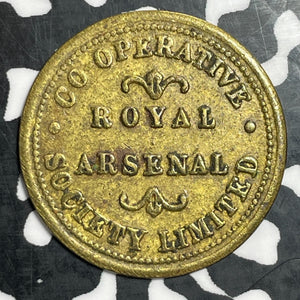 CO-OPERATIVE
ROYAL
ARSENAL
SOCIETY LIMITED